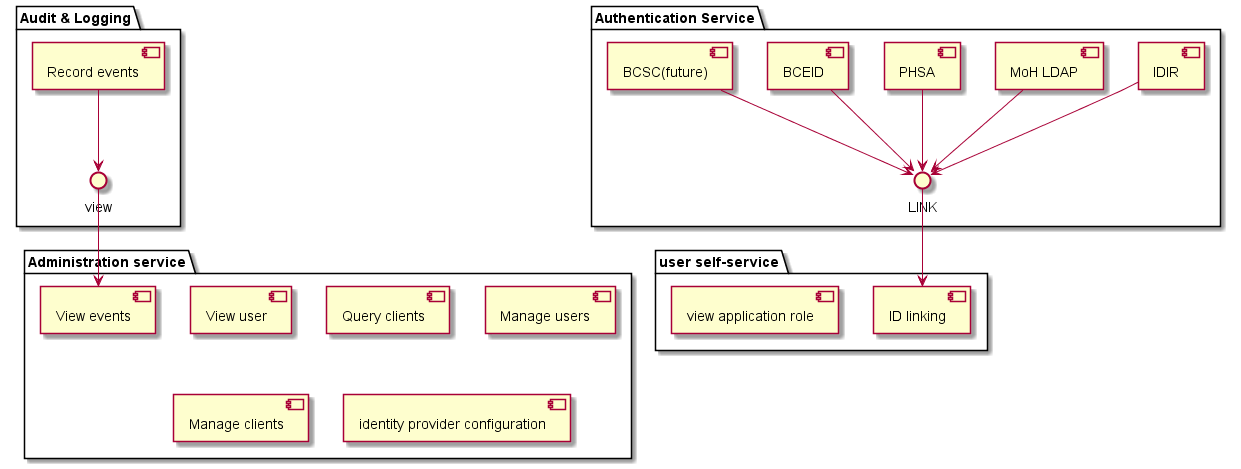 Audit & Logging
Record events
view
Authentication Service
BCSC(future)
BCEID
PHSA
MoH LDAP
IDIR
LINK
Administration service
View events
View user
Query clients
Manage users
Manage clients
identity provider configuration
user self-service
view application role
ID linking